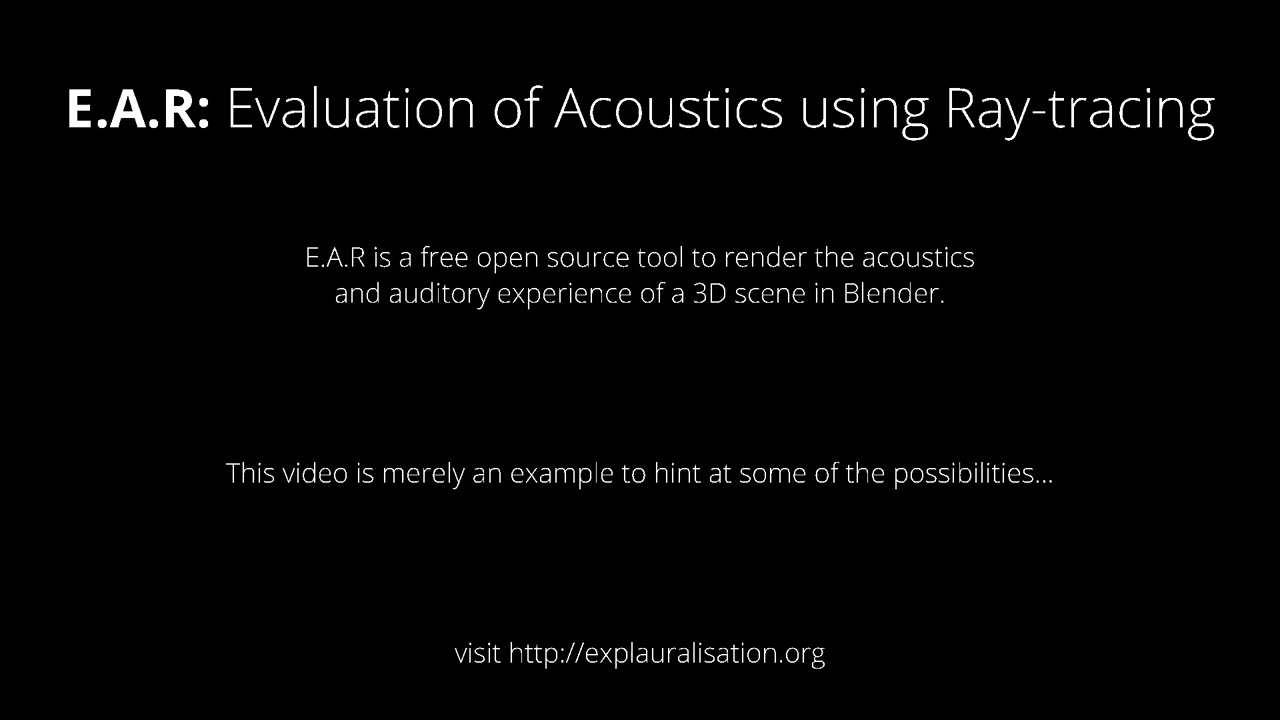 E.A.R: Evaluation of Acoustics using Ray-tracing
E.A.R is a free open source tool to render the acoustics
and auditory experience of a 3D scene in Blender.
This video is merely an example to hint at some of the possibilities...
visit http://explauralisation.org